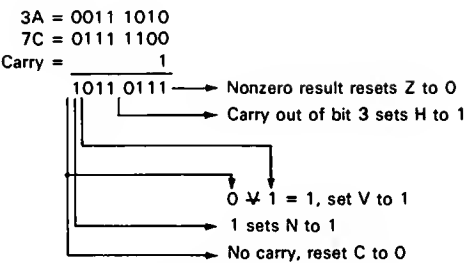 3A = 0011 1010
7C = 0111 1100
Carry = 1
1011 0111 Nonzero result resets Z to 0
Carry out of bit 3 sets H to 1
0 ⊻ 1 = 1, set V to 1
1 sets N to 1
No carry, reset C to 0